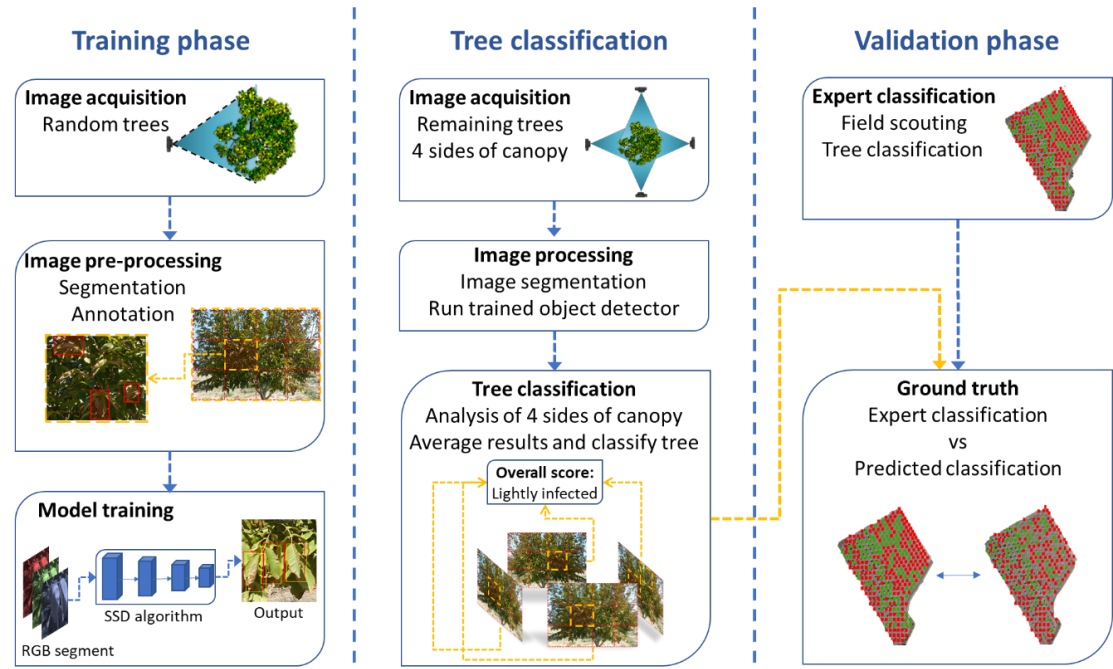 Training phase
Image acquisition
Random trees
Image pre-processing
Segmentation
Annotation
Model training
SSD algorithm
Output
RGB segment
Tree classification
Image acquisition
Remaining trees
4 sides of canopy
Image processing
Image segmentation
Run trained object detector
Tree classification
Analysis of 4 sides of canopy
Average results and classify tree
Overall score:
Lightly infected
Validation phase
Expert classification
Field scouting
Tree classification
Ground truth
Expert classification
vs
Predicted classification